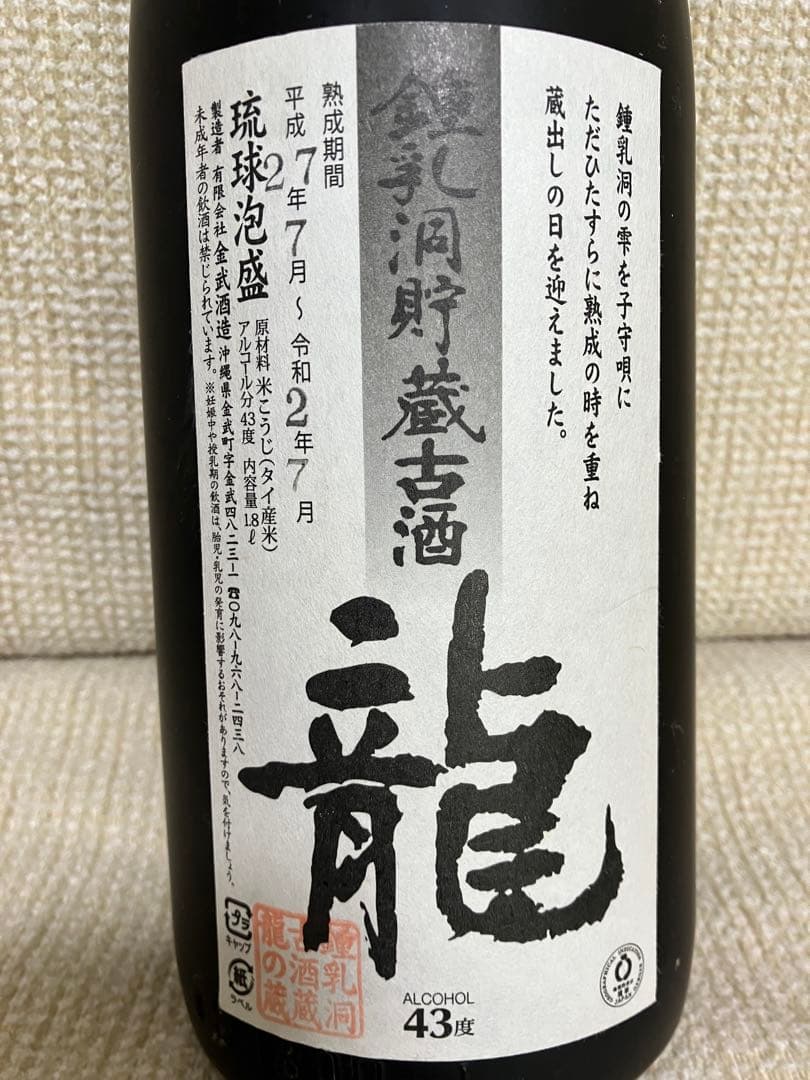 鍾乳洞の雫を子守唄に
ただひたすらに熟成の時を重ね
蔵出しの日を迎えました。
鍾乳洞貯蔵古酒
龍
熟成期間
平成27年7月～令和2年7月
琉球泡盛
原材料 米こうじ(タイ産米)
アルコール分43度 内容量1.8ℓ
製造者 有限会社 金武酒造 沖縄県金武町字金武四八二三ー一 ☎〇九八ー九六八ー二四三八
未成年者の飲酒は禁じられています。※妊娠中や授乳期の飲酒は、胎児・乳児の発育に影響するおそれがありますので、気を付けましょう。
プラ
キャップ
紙
ラベル
鍾乳洞
古酒蔵
龍の蔵
ALCOHOL
43度
GEOGRAPHICAL INDICATION
JAPAN